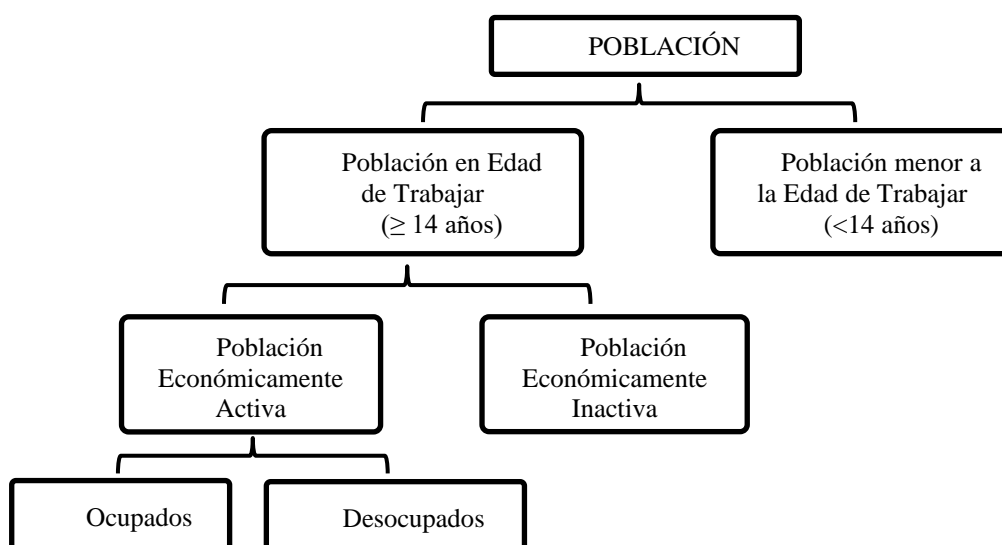 POBLACIÓN
Población en Edad
de Trabajar
(≥ 14 años)
Población menor a
la Edad de Trabajar
(<14 años)
Población
Económicamente
Activa
Población
Económicamente
Inactiva
Ocupados
Desocupados